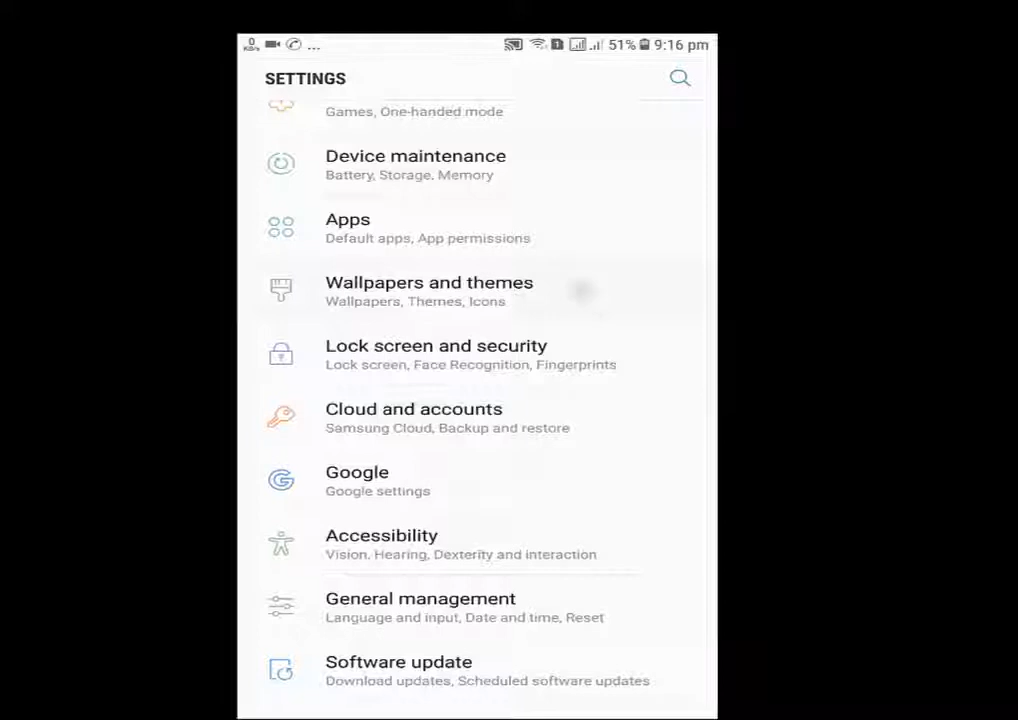 0
KB/s ... 1 51% 9:16 pm
SETTINGS
Games, One-handed mode
Device maintenance
Battery, Storage, Memory
Apps
Default apps, App permissions
Wallpapers and themes
Wallpapers, Themes, Icons
Lock screen and security
Lock screen, Face Recognition, Fingerprints
Cloud and accounts
Samsung Cloud, Backup and restore
Google
Google settings
Accessibility
Vision, Hearing, Dexterity and interaction
General management
Language and input, Date and time, Reset
Software update
Download updates, Scheduled software updates